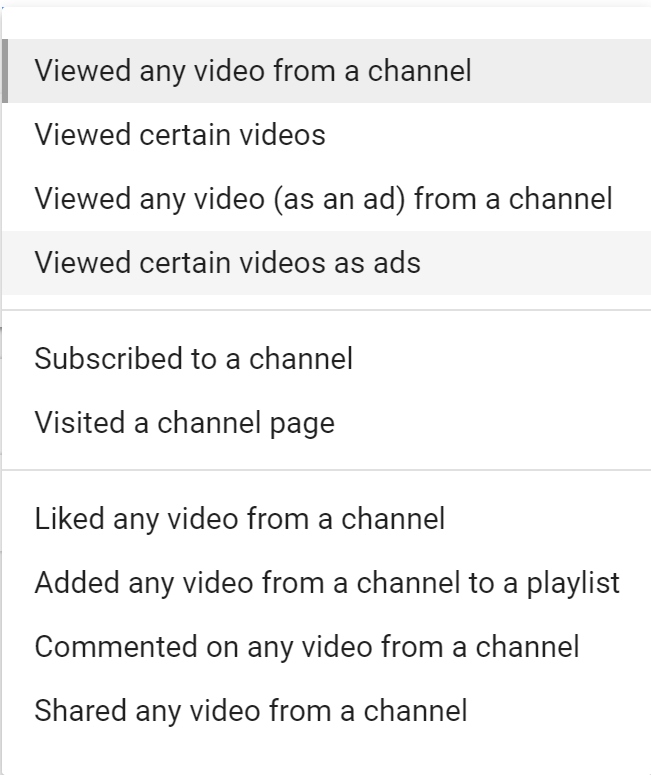 Viewed any video from a channel
Viewed certain videos
Viewed any video (as an ad) from a channel
Viewed certain videos as ads
Subscribed to a channel
Visited a channel page
Liked any video from a channel
Added any video from a channel to a playlist
Commented on any video from a channel
Shared any video from a channel